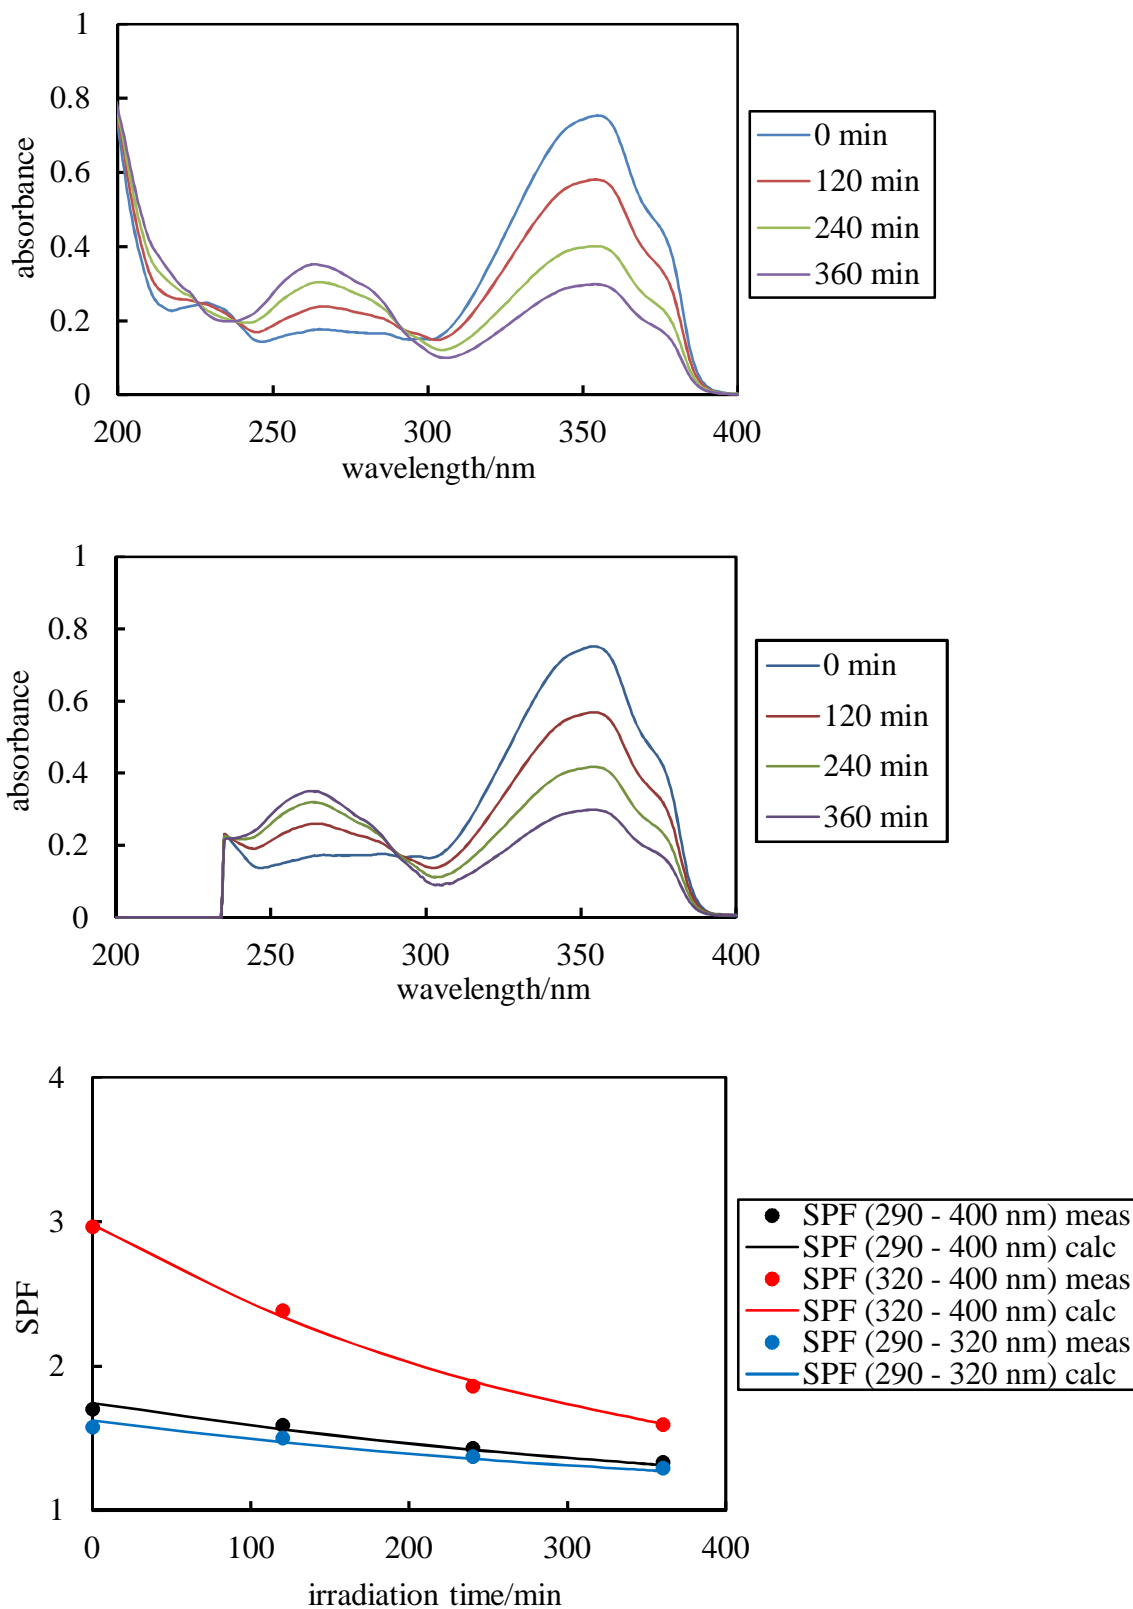 1
0.8
0.6
0.4
0.2
0
absorbance
200
250
300
350
400
wavelength/nm
0 min
120 min
240 min
360 min
1
0.8
0.6
0.4
0.2
0
absorbance
200
250
300
350
400
wavelength/nm
0 min
120 min
240 min
360 min
4
3
2
1
SPF
0
100
200
300
400
irradiation time/min
SPF (290 - 400 nm) meas
SPF (290 - 400 nm) calc
SPF (320 - 400 nm) meas
SPF (320 - 400 nm) calc
SPF (290 - 320 nm) meas
SPF (290 - 320 nm) calc